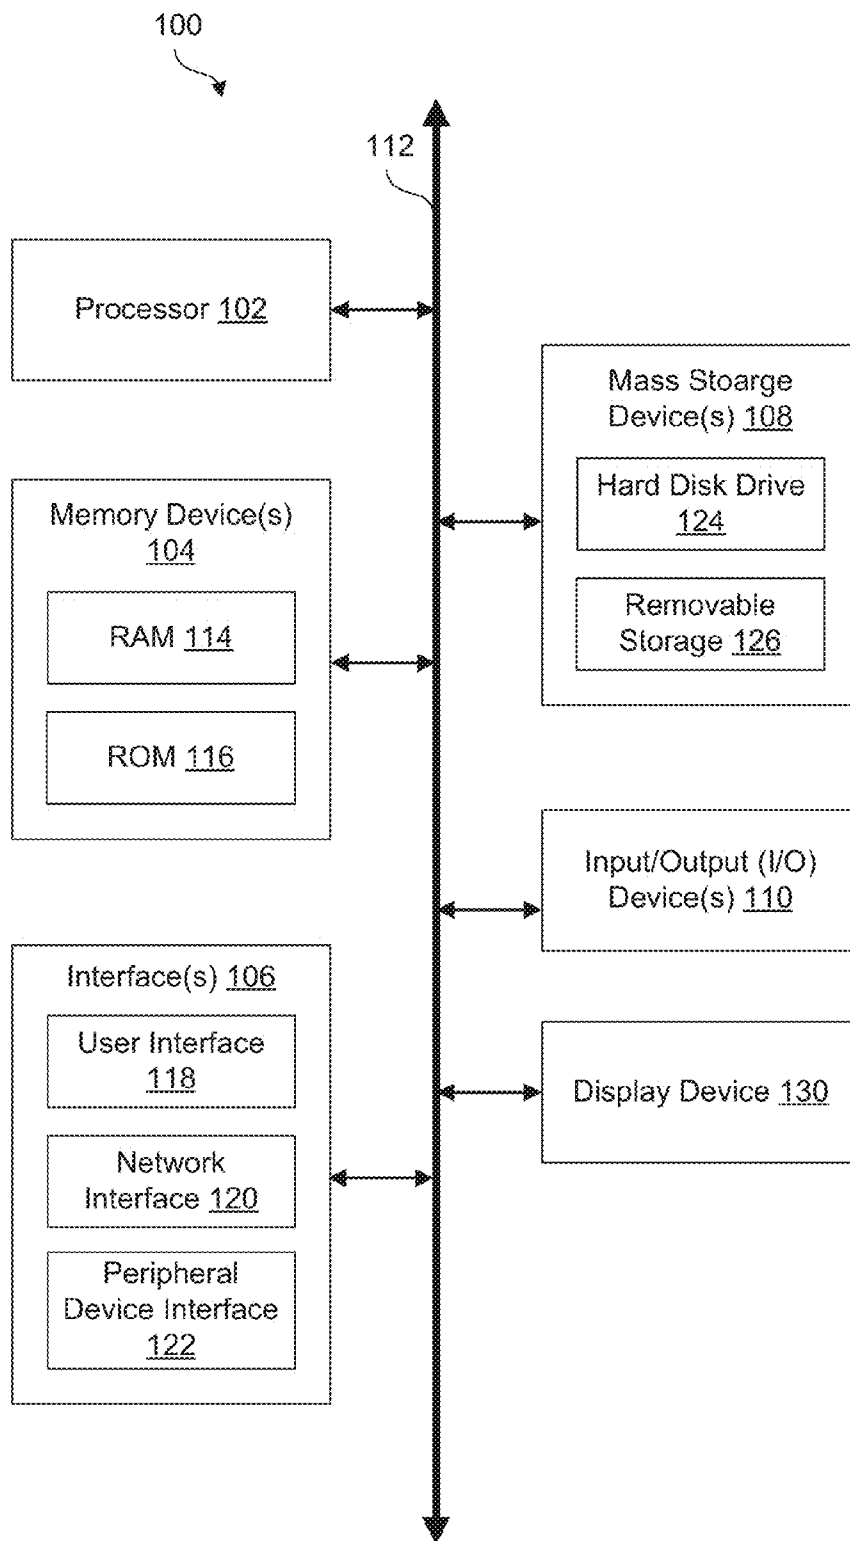 100
112
Processor 102
Memory Device(s)
104
RAM 114
ROM 116
Interface(s) 106
User Interface
118
Network
Interface 120
Peripheral
Device Interface
122
Mass Stoarge
Device(s) 108
Hard Disk Drive
124
Removable
Storage 126
Input/Output (I/O)
Device(s) 110
Display Device 130